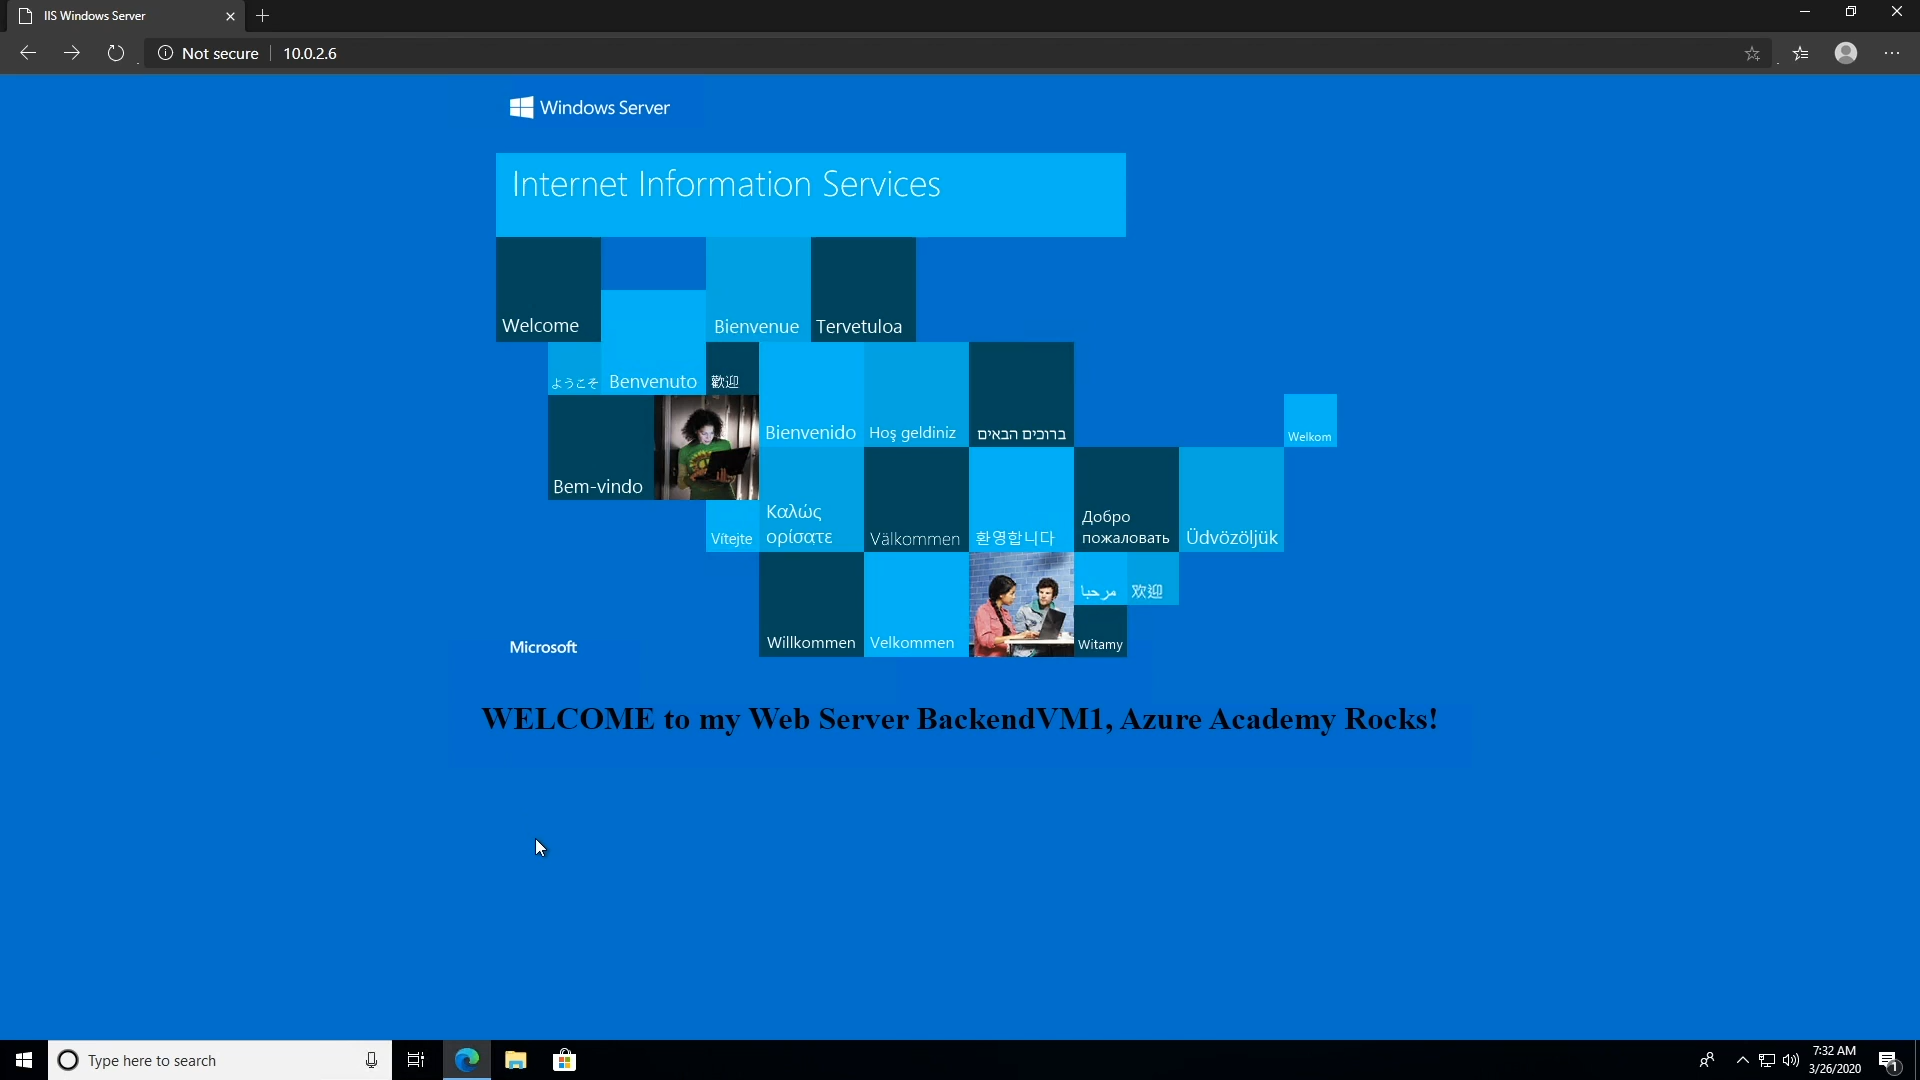 IIS Windows Server
Not secure
10.0.2.6
Windows Server
Internet Information Services
Welcome
Bienvenue
Tervetuloa
ようこそ
Benvenuto
歡迎
Bienvenido
Hoş geldiniz
ברוכים הבאים
Welkom
Bem-vindo
Vítejte
Καλώς
ορίσατε
Välkommen
환영합니다
Добро
пожаловать
Üdvözöljük
مرحبا
欢迎
Willkommen
Velkommen
Witamy
Microsoft
WELCOME to my Web Server BackendVM1, Azure Academy Rocks!
Type here to search
7:32 AM
3/26/2020
1